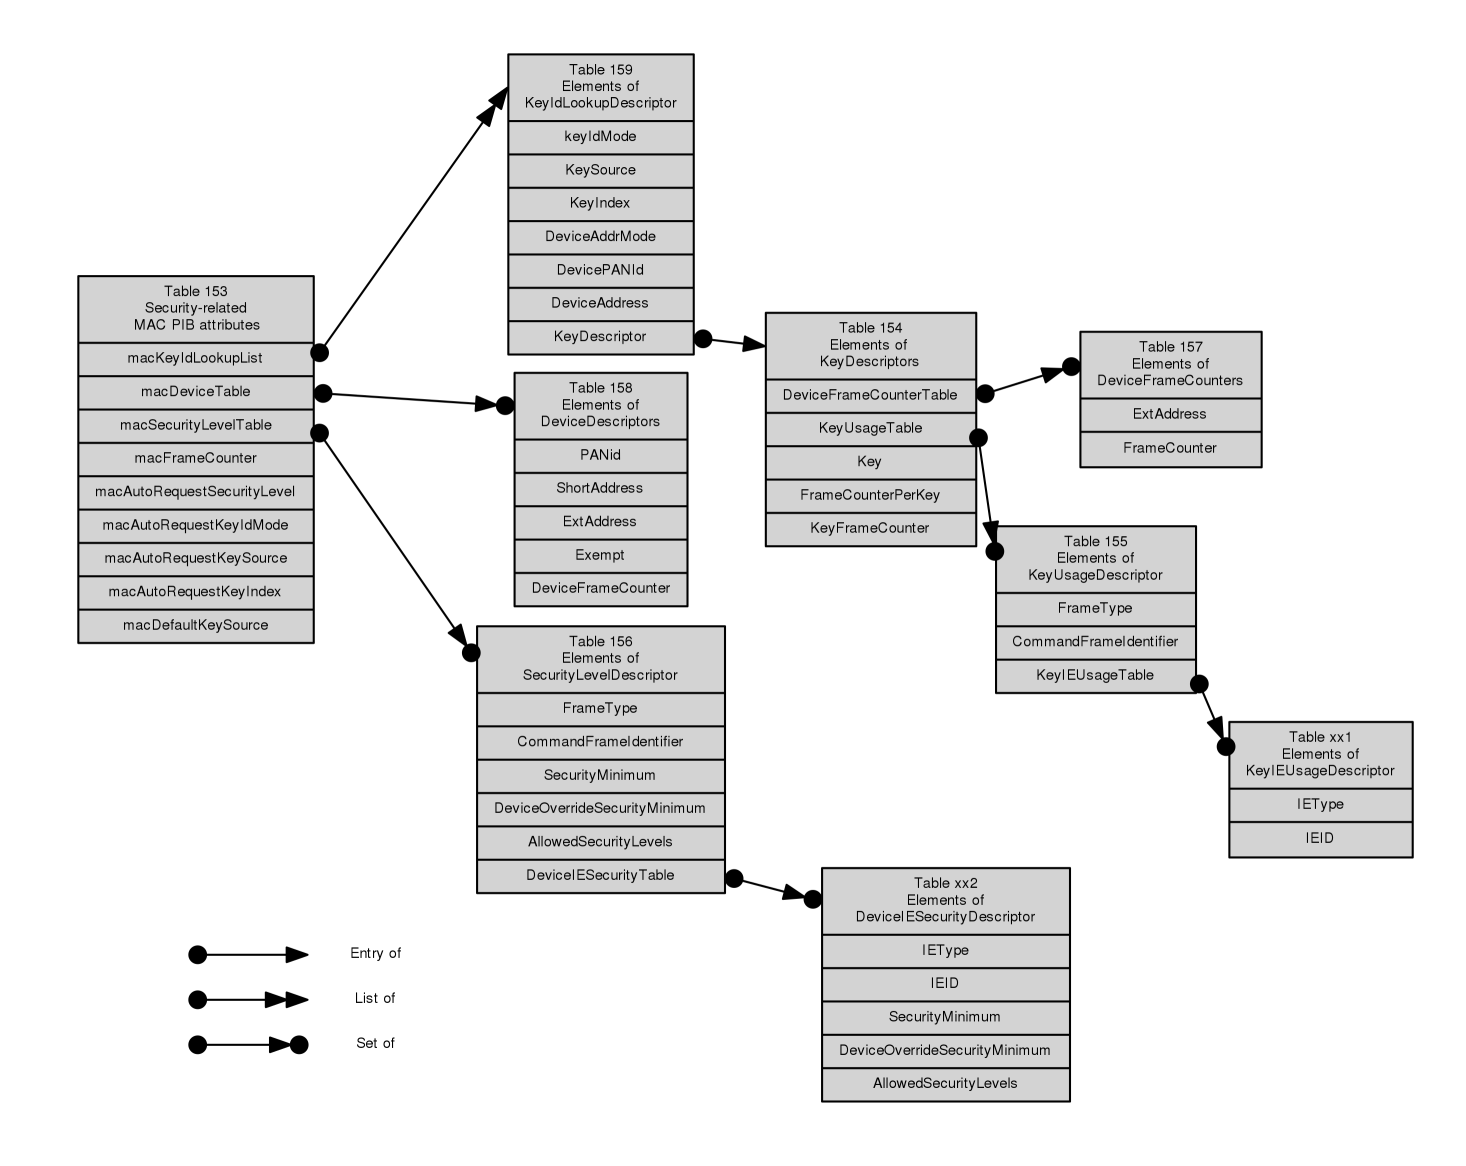 Table 159
Elements of
KeyIdLookupDescriptor
keyIdMode
KeySource
KeyIndex
DeviceAddrMode
DevicePANId
DeviceAddress
KeyDescriptor
Table 153
Security-related
MAC PIB attributes
macKeyIdLookupList
macDeviceTable
macSecurityLevelTable
macFrameCounter
macAutoRequestSecurityLevel
macAutoRequestKeyIdMode
macAutoRequestKeySource
macAutoRequestKeyIndex
macDefaultKeySource
Table 158
Elements of
DeviceDescriptors
PANid
ShortAddress
ExtAddress
Exempt
DeviceFrameCounter
Table 154
Elements of
KeyDescriptors
DeviceFrameCounterTable
KeyUsageTable
Key
FrameCounterPerKey
KeyFrameCounter
Table 157
Elements of
DeviceFrameCounters
ExtAddress
FrameCounter
Table 155
Elements of
KeyUsageDescriptor
FrameType
CommandFrameIdentifier
KeyIEUsageTable
Table 156
Elements of
SecurityLevelDescriptor
FrameType
CommandFrameIdentifier
SecurityMinimum
DeviceOverrideSecurityMinimum
AllowedSecurityLevels
DeviceIESecurityTable
Table xx1
Elements of
KeyIEUsageDescriptor
IEType
IEID
Table xx2
Elements of
DeviceIESecurityDescriptor
IEType
IEID
SecurityMinimum
DeviceOverrideSecurityMinimum
AllowedSecurityLevels
Entry of
List of
Set of